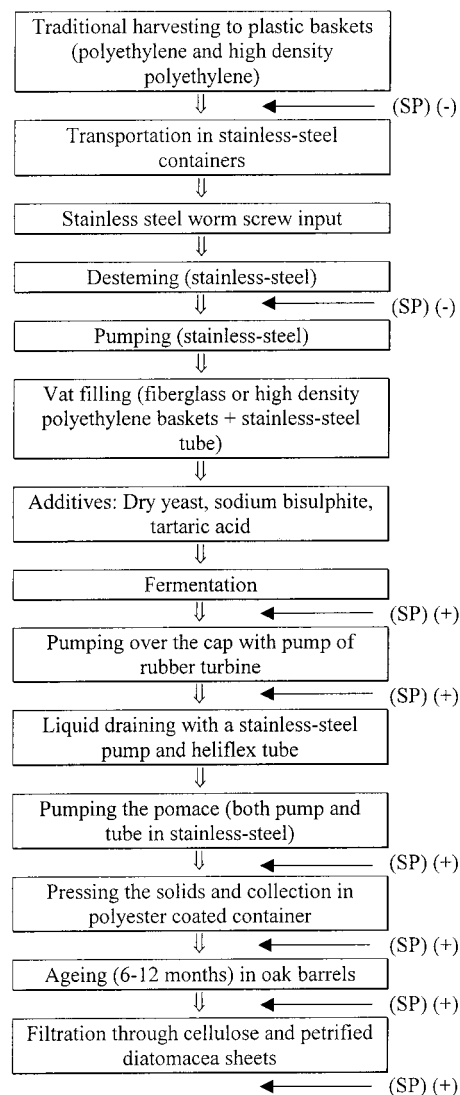 Traditional harvesting to plastic baskets
(polyethylene and high density
polyethylene)
(SP) (-)
Transportation in stainless-steel
containers
Stainless steel worm screw input
Desteming (stainless-steel)
(SP) (-)
Pumping (stainless-steel)
Vat filling (fiberglass or high density
polyethylene baskets + stainless-steel
tube)
Additives: Dry yeast, sodium bisulphite,
tartaric acid
Fermentation
(SP) (+)
Pumping over the cap with pump of
rubber turbine
(SP) (+)
Liquid draining with a stainless-steel
pump and heliflex tube
Pumping the pomace (both pump and
tube in stainless-steel)
(SP) (+)
Pressing the solids and collection in
polyester coated container
(SP) (+)
Ageing (6-12 months) in oak barrels
(SP) (+)
Filtration through cellulose and petrified
diatomacea sheets
(SP) (+)